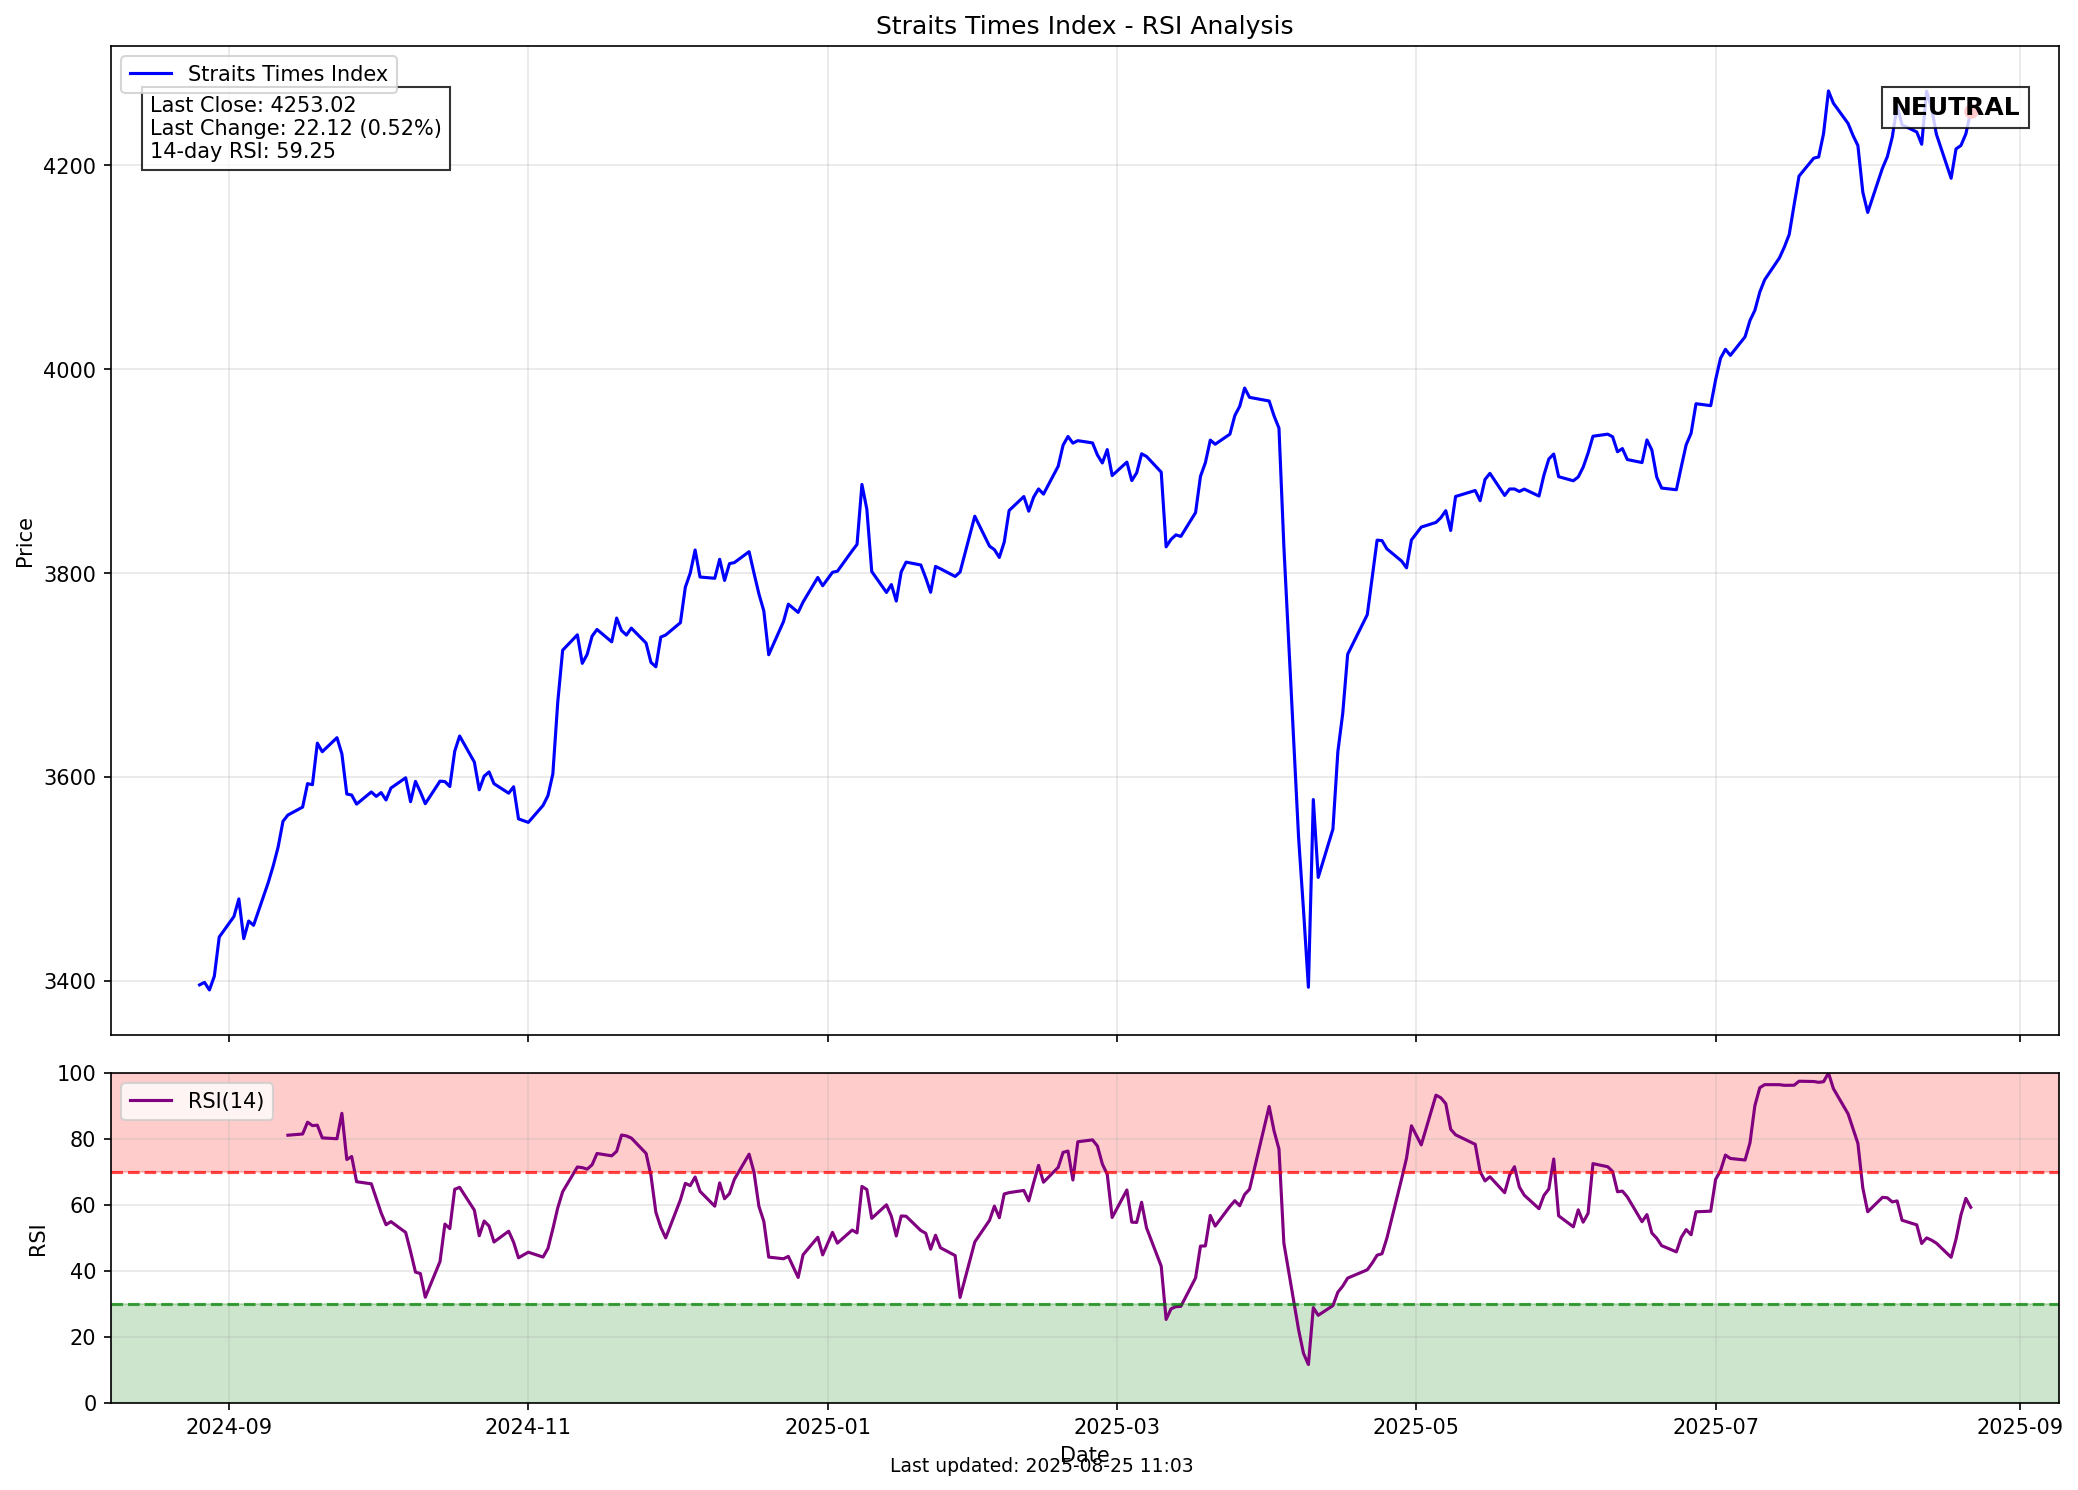 Straits Times Index - RSI Analysis
Straits Times Index
Last Close: 4253.02
Last Change: 22.12 (0.52%)
14-day RSI: 59.25
NEUTRAL
Price
4200
4000
3800
3600
3400
RSI(14)
RSI
100
80
60
40
20
0
2024-09
2024-11
2025-01
2025-03
2025-05
2025-07
2025-09
Date
Last updated: 2025-08-25 11:03